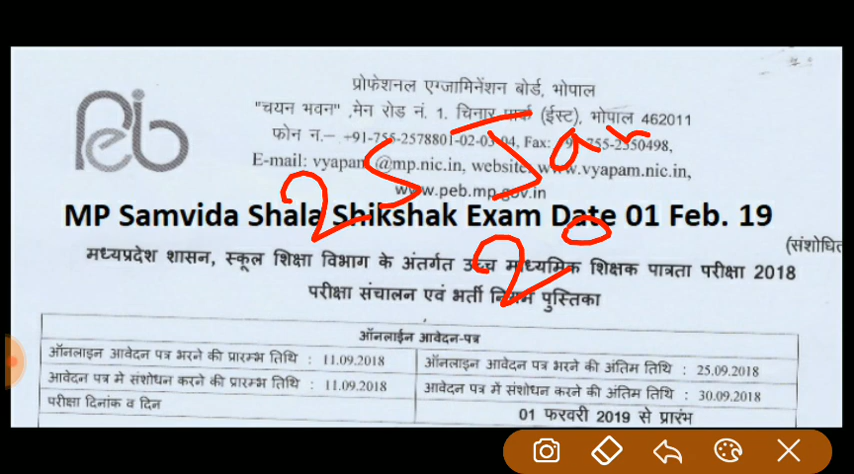 Peb
प्रोफेशनल एग्जामिनेशन बोर्ड, भोपाल
"चयन भवन" ,मेन रोड नं. 1. चिनार पार्क (ईस्ट), भोपाल 462011
फोन न.– +91-755-2578801-02-03-04, Fax: +91-755-2550498,
E-mail: vyapam@mp.nic.in, website. www.vyapam.nic.in,
www.peb.mp.gov.in
25 Jan
MP Samvida Shala Shikshak Exam Date 01 Feb. 19
20
(संशोधित
मध्यप्रदेश शासन, स्कूल शिक्षा विभाग के अंतर्गत उच्च माध्यमिक शिक्षक पात्रता परीक्षा 2018
परीक्षा संचालन एवं भर्ती नियम पुस्तिका
ऑनलाईन आवेदन-पत्र
ऑनलाइन आवेदन पत्र भरने की प्रारम्भ तिथि : 11.09.2018
ऑनलाइन आवेदन पत्र भरने की अंतिम तिथि : 25.09.2018
आवेदन पत्र में संशोधन करने की प्रारम्भ तिथि : 11.09.2018
आवेदन पत्र में संशोधन करने की अंतिम तिथि : 30.09.2018
परीक्षा दिनांक व दिन
01 फरवरी 2019 से प्रारंभ